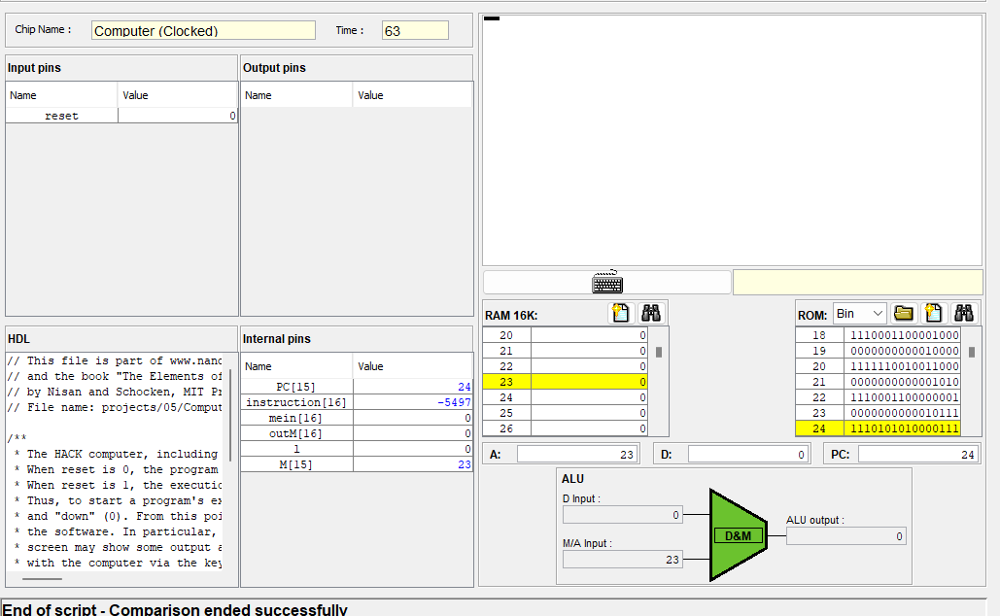 Chip Name : Computer (Clocked) Time : 63
Input pins
Name Value
reset 0
Output pins
Name Value
HDL
// This file is part of www.nand
// and the book "The Elements of
// by Nisan and Schocken, MIT Pr
// File name: projects/05/Comput
/**
* The HACK computer, including
* When reset is 0, the program
* When reset is 1, the executio
* Thus, to start a program's ex
* and "down" (0). From this poi
* the software. In particular,
* screen may show some output a
* with the computer via the key
Internal pins
Name Value
PC[15] 24
instruction[16] -5497
mein[16] 0
outM[16] 0
l 0
M[15] 23
RAM 16K:
20 0
21 0
22 0
23 0
24 0
25 0
26 0
ROM: Bin
18 1110001100001000
19 0000000000010000
20 1111110010011000
21 0000000000001010
22 1110001100000001
23 0000000000010111
24 1110101010000111
A: 23 D: 0 PC: 24
ALU
D Input :
0
M/A Input :
23
D&M
ALU output :
0
End of script - Comparison ended successfully